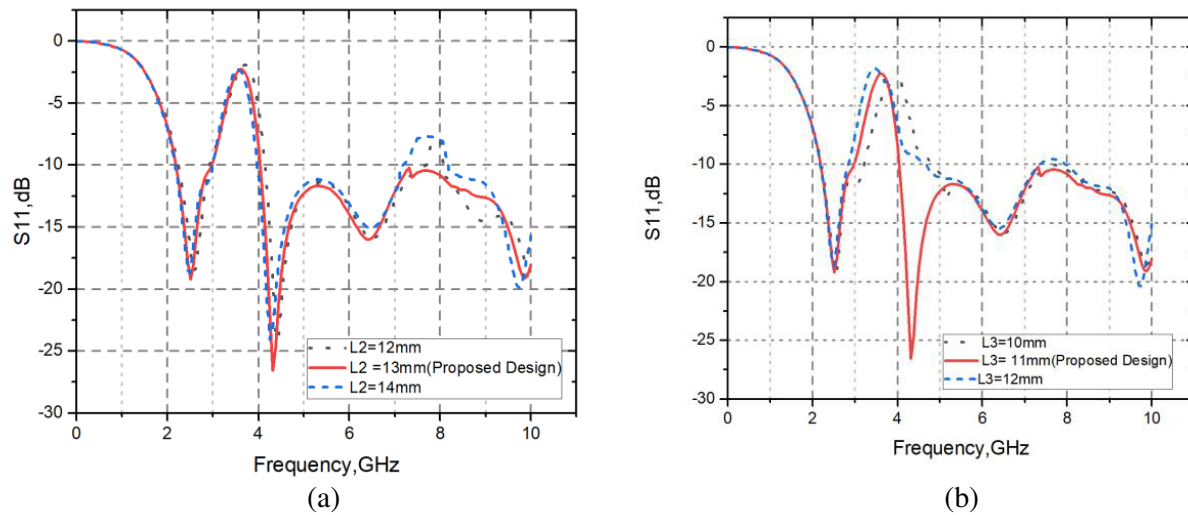 (a)
0
-5
-10
-15
-20
-25
-30
S11,dB
L2=12mm
L2 =13mm(Proposed Design)
L2=14mm
0 2 4 6 8 10
Frequency,GHz
(a)
(b)
0
-5
-10
-15
-20
-25
-30
S11,dB
L3=10mm
L3= 11mm(Proposed Design)
L3=12mm
0 2 4 6 8 10
Frequency,GHz
(b)